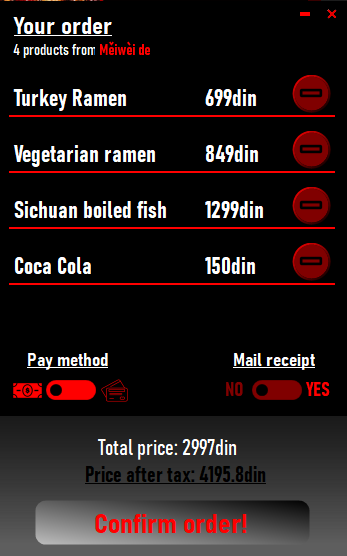 Your order
4 products from Měiwèi de
Turkey Ramen 699din
Vegetarian ramen 849din
Sichuan boiled fish 1299din
Coca Cola 150din
Pay method Mail receipt
NO YES
Total price: 2997din
Price after tax: 4195.8din
Confirm order!